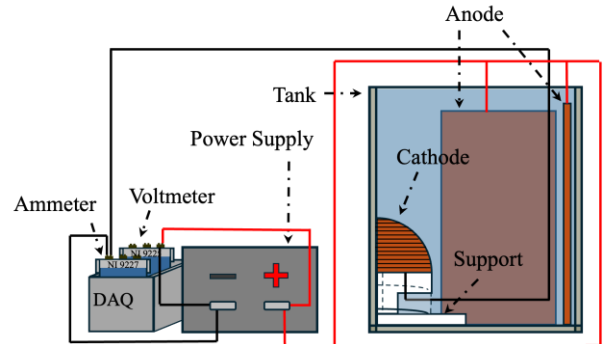 Anode
Tank
Power Supply
Cathode
Voltmeter
Ammeter
NI 9227
Support
DAQ
− +